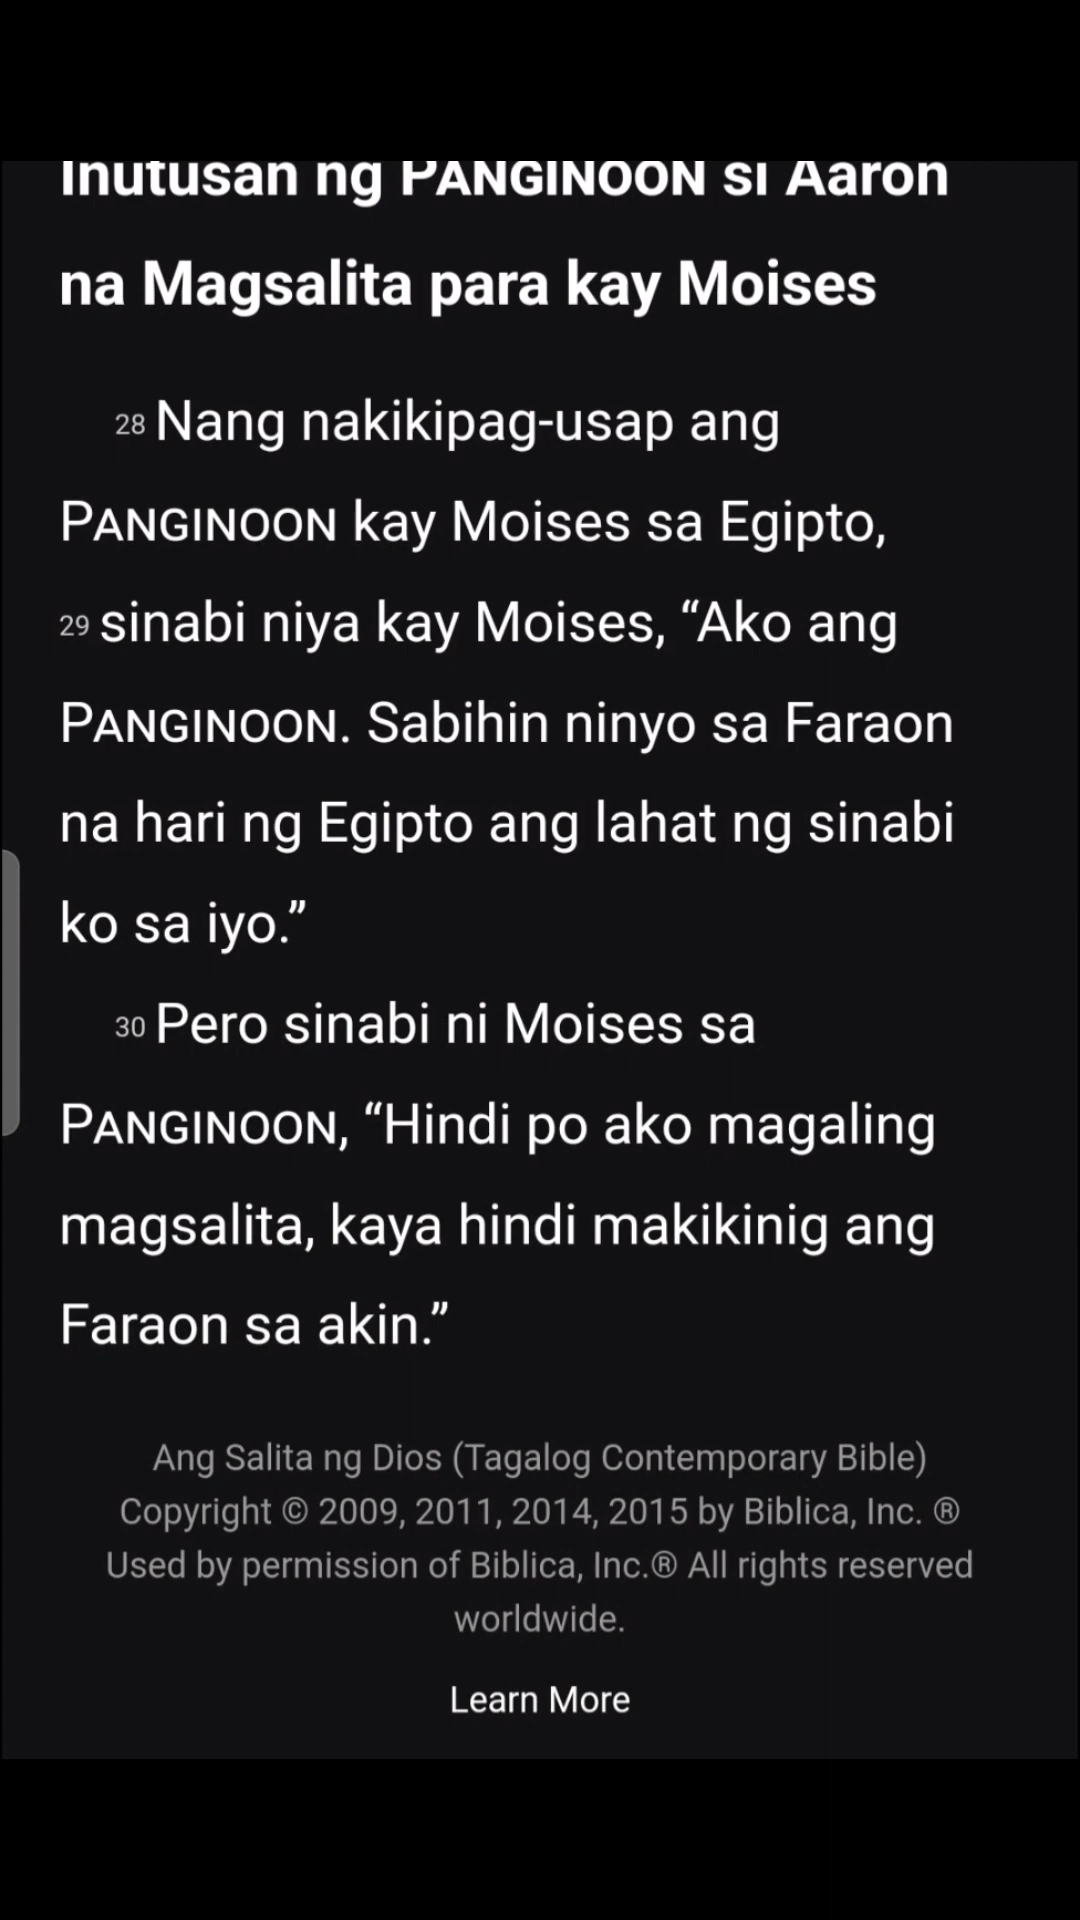 Inutusan ng PANGINOON si Aaron
na Magsalita para kay Moises
28 Nang nakikipag-usap ang
PANGINOON kay Moises sa Egipto,
29 sinabi niya kay Moises, “Ako ang
PANGINOON. Sabihin ninyo sa Faraon
na hari ng Egipto ang lahat ng sinabi
ko sa iyo.”
30 Pero sinabi ni Moises sa
PANGINOON, “Hindi po ako magaling
magsalita, kaya hindi makikinig ang
Faraon sa akin.”
Ang Salita ng Dios (Tagalog Contemporary Bible)
Copyright © 2009, 2011, 2014, 2015 by Biblica, Inc. ®
Used by permission of Biblica, Inc.® All rights reserved
worldwide.
Learn More